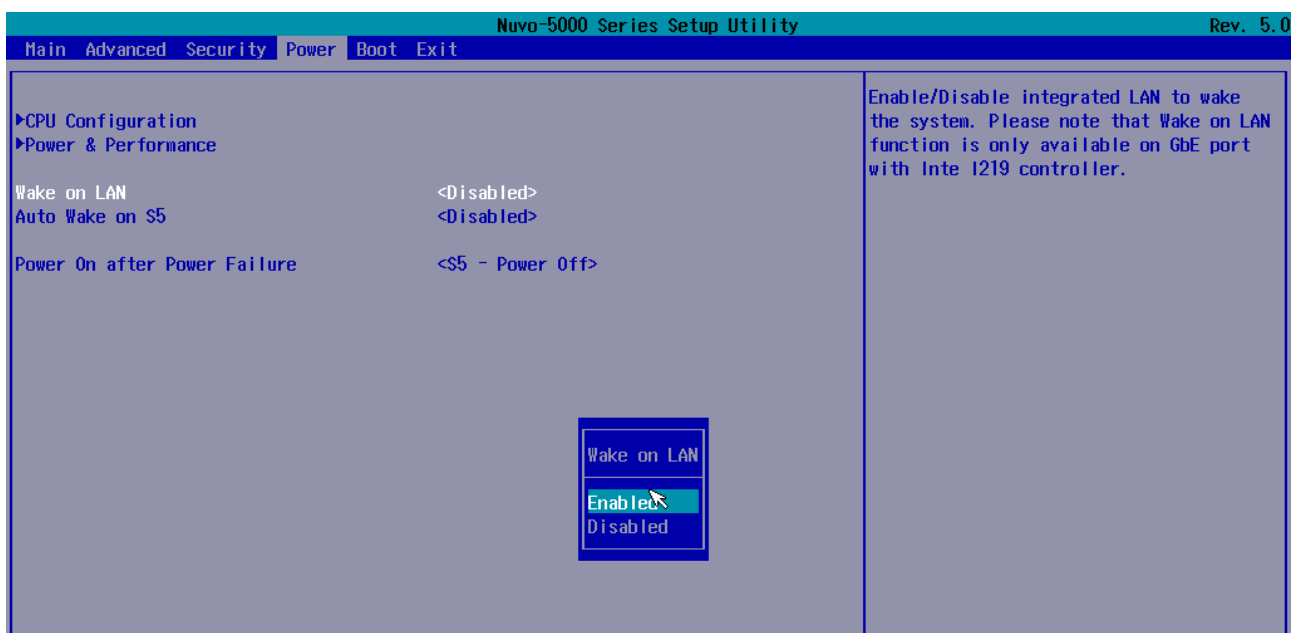 Nuvo-5000 Series Setup Utility Rev. 5.0
Main Advanced Security Power Boot Exit
Enable/Disable integrated LAN to wake
the system. Please note that Wake on LAN
function is only available on GbE port
with Inte I219 controller.
▶CPU Configuration
▶Power & Performance
Wake on LAN <Disabled>
Auto Wake on S5 <Disabled>
Power On after Power Failure <S5 - Power Off>
Wake on LAN
Enabled
Disabled